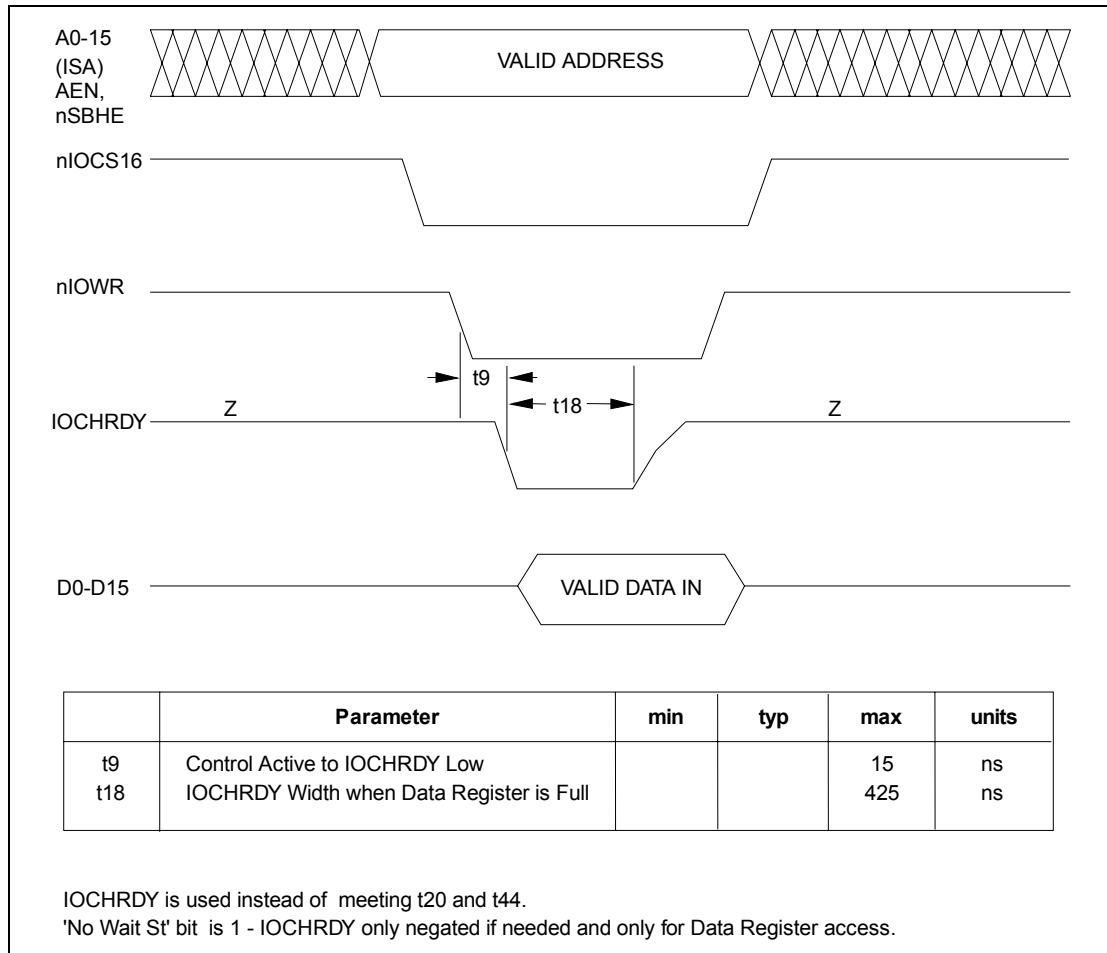 A0-15
(ISA)
AEN,
nSBHE
VALID ADDRESS
nIOCS16
nIOWR
t9
t18
IOCHRDY
Z
Z
D0-D15
VALID DATA IN
Parameter min typ max units
t9 Control Active to IOCHRDY Low 15 ns
t18 IOCHRDY Width when Data Register is Full 425 ns
IOCHRDY is used instead of meeting t20 and t44.
'No Wait St' bit is 1 - IOCHRDY only negated if needed and only for Data Register access.